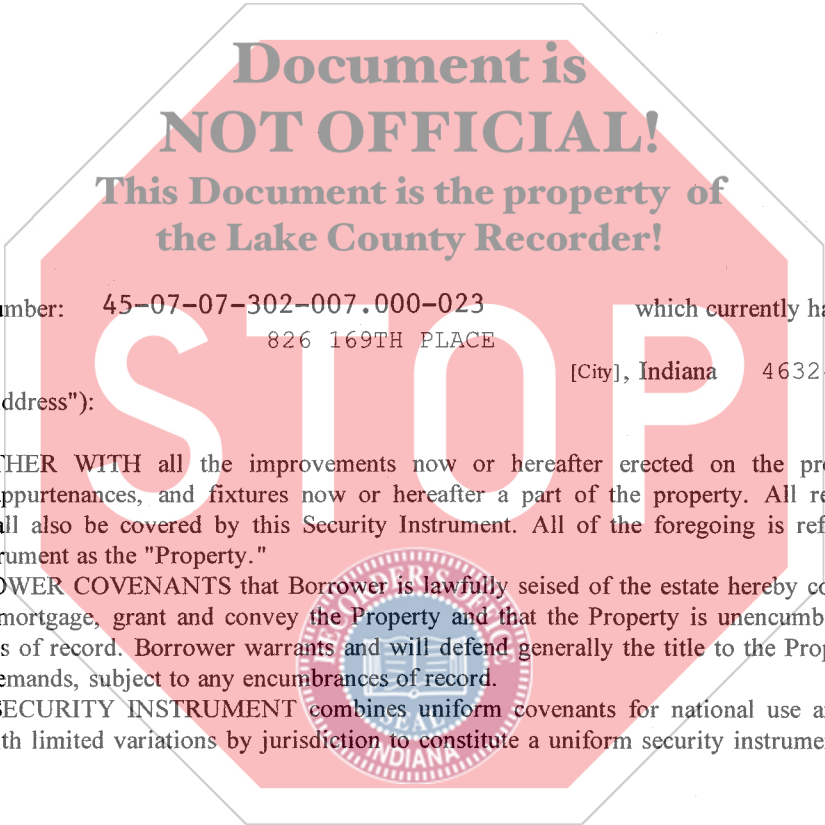 Document is
NOT OFFICIAL!
This Document is the property of
the Lake County Recorder!
umber: 45-07-07-302-007.000-023 which currently ha
826 169TH PLACE
[City], Indiana 4632
ddress"):
STOP
THER WITH all the improvements now or hereafter erected on the pro
ppurtenances, and fixtures now or hereafter a part of the property. All re
all also be covered by this Security Instrument. All of the foregoing is ref
rument as the "Property."
OWER COVENANTS that Borrower is lawfully seised of the estate hereby co
mortgage, grant and convey the Property and that the Property is unencumb
s of record. Borrower warrants and will defend generally the title to the Prop
emands, subject to any encumbrances of record.
SECURITY INSTRUMENT combines uniform covenants for national use a
th limited variations by jurisdiction to constitute a uniform security instrume
RECORDER'S OFFICE
SEAL
INDIANA